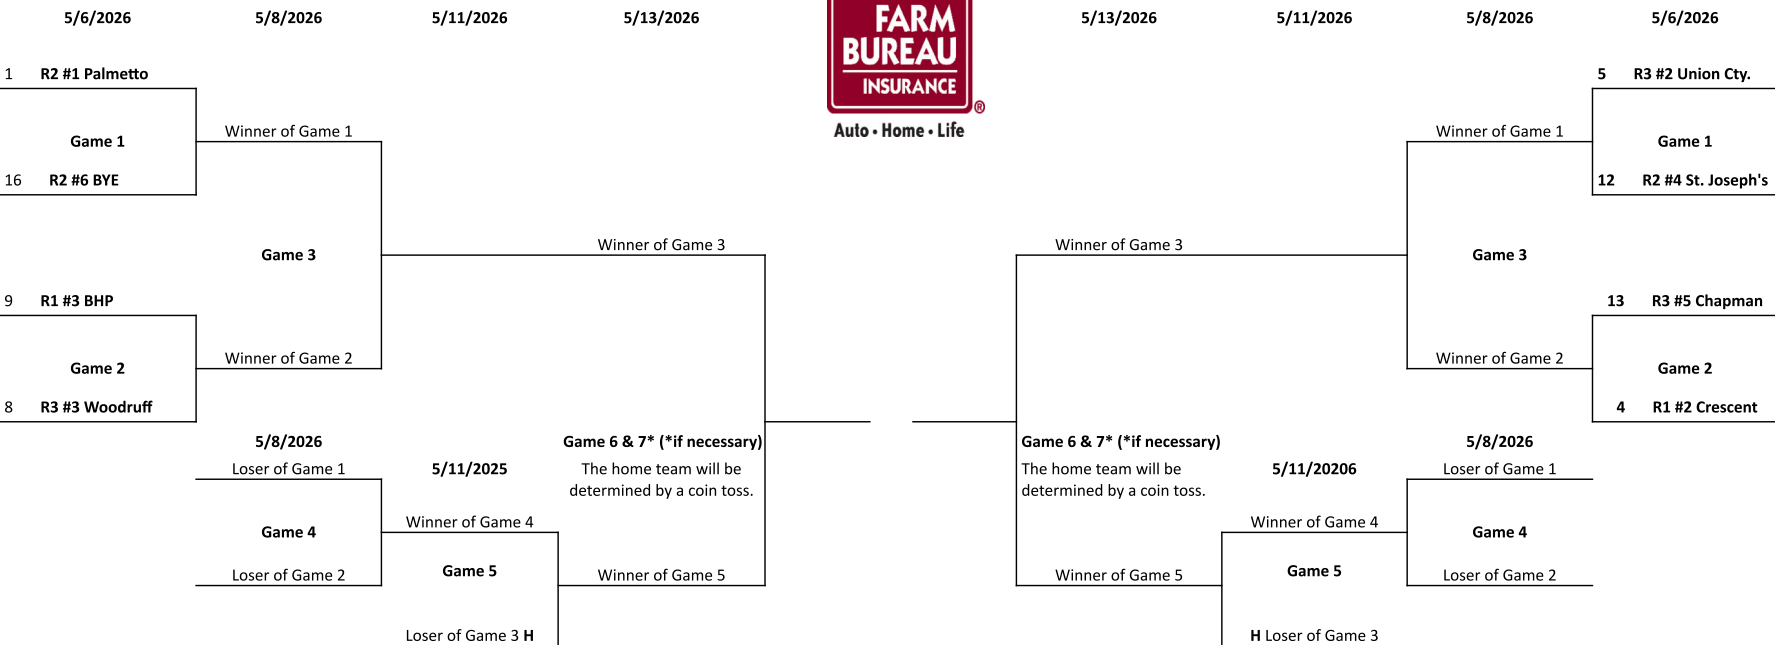 5/6/2026 5/8/2026 5/11/2026 5/13/2026 5/13/2026 5/11/2026 5/8/2026 5/6/2026
FARM
BUREAU
INSURANCE
®
Auto • Home • Life
1 R2 #1 Palmetto
Game 1
16 R2 #6 BYE
Winner of Game 1
Game 3
Winner of Game 3
9 R1 #3 BHP
Game 2
8 R3 #3 Woodruff
Winner of Game 2
5/8/2026
Loser of Game 1
Game 4
Loser of Game 2
5/11/2025
Winner of Game 4
Game 5
Loser of Game 3 H
Game 6 & 7* (*if necessary)
The home team will be
determined by a coin toss.
Winner of Game 5
5 R3 #2 Union Cty.
Game 1
12 R2 #4 St. Joseph's
Winner of Game 1
Game 3
Winner of Game 3
13 R3 #5 Chapman
Game 2
4 R1 #2 Crescent
Winner of Game 2
Game 6 & 7* (*if necessary)
The home team will be
determined by a coin toss.
Winner of Game 5
5/11/20206
Winner of Game 4
Game 5
H Loser of Game 3
5/8/2026
Loser of Game 1
Game 4
Loser of Game 2